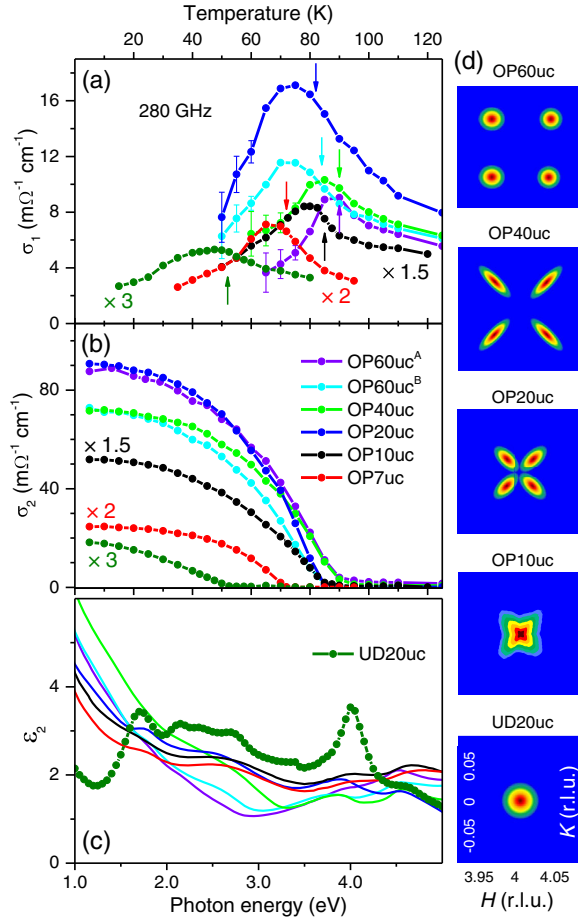 Temperature (K)
20 40 60 80 100 120
(a)
280 GHz
16
12
8
4
0
σ1 (mΩ-1 cm-1)
× 1.5
× 3
× 2
(b)
80
40
0
σ2 (mΩ-1 cm-1)
OP60ucA
OP60ucB
OP40uc
OP20uc
OP10uc
OP7uc
× 1.5
× 2
× 3
UD20uc
4
2
0
ε2
(c)
1.0 2.0 3.0 4.0
Photon energy (eV)
(d)
OP60uc
OP40uc
OP20uc
OP10uc
UD20uc
-0.05 0 0.05
K (r.l.u.)
3.95 4 4.05
H (r.l.u.)